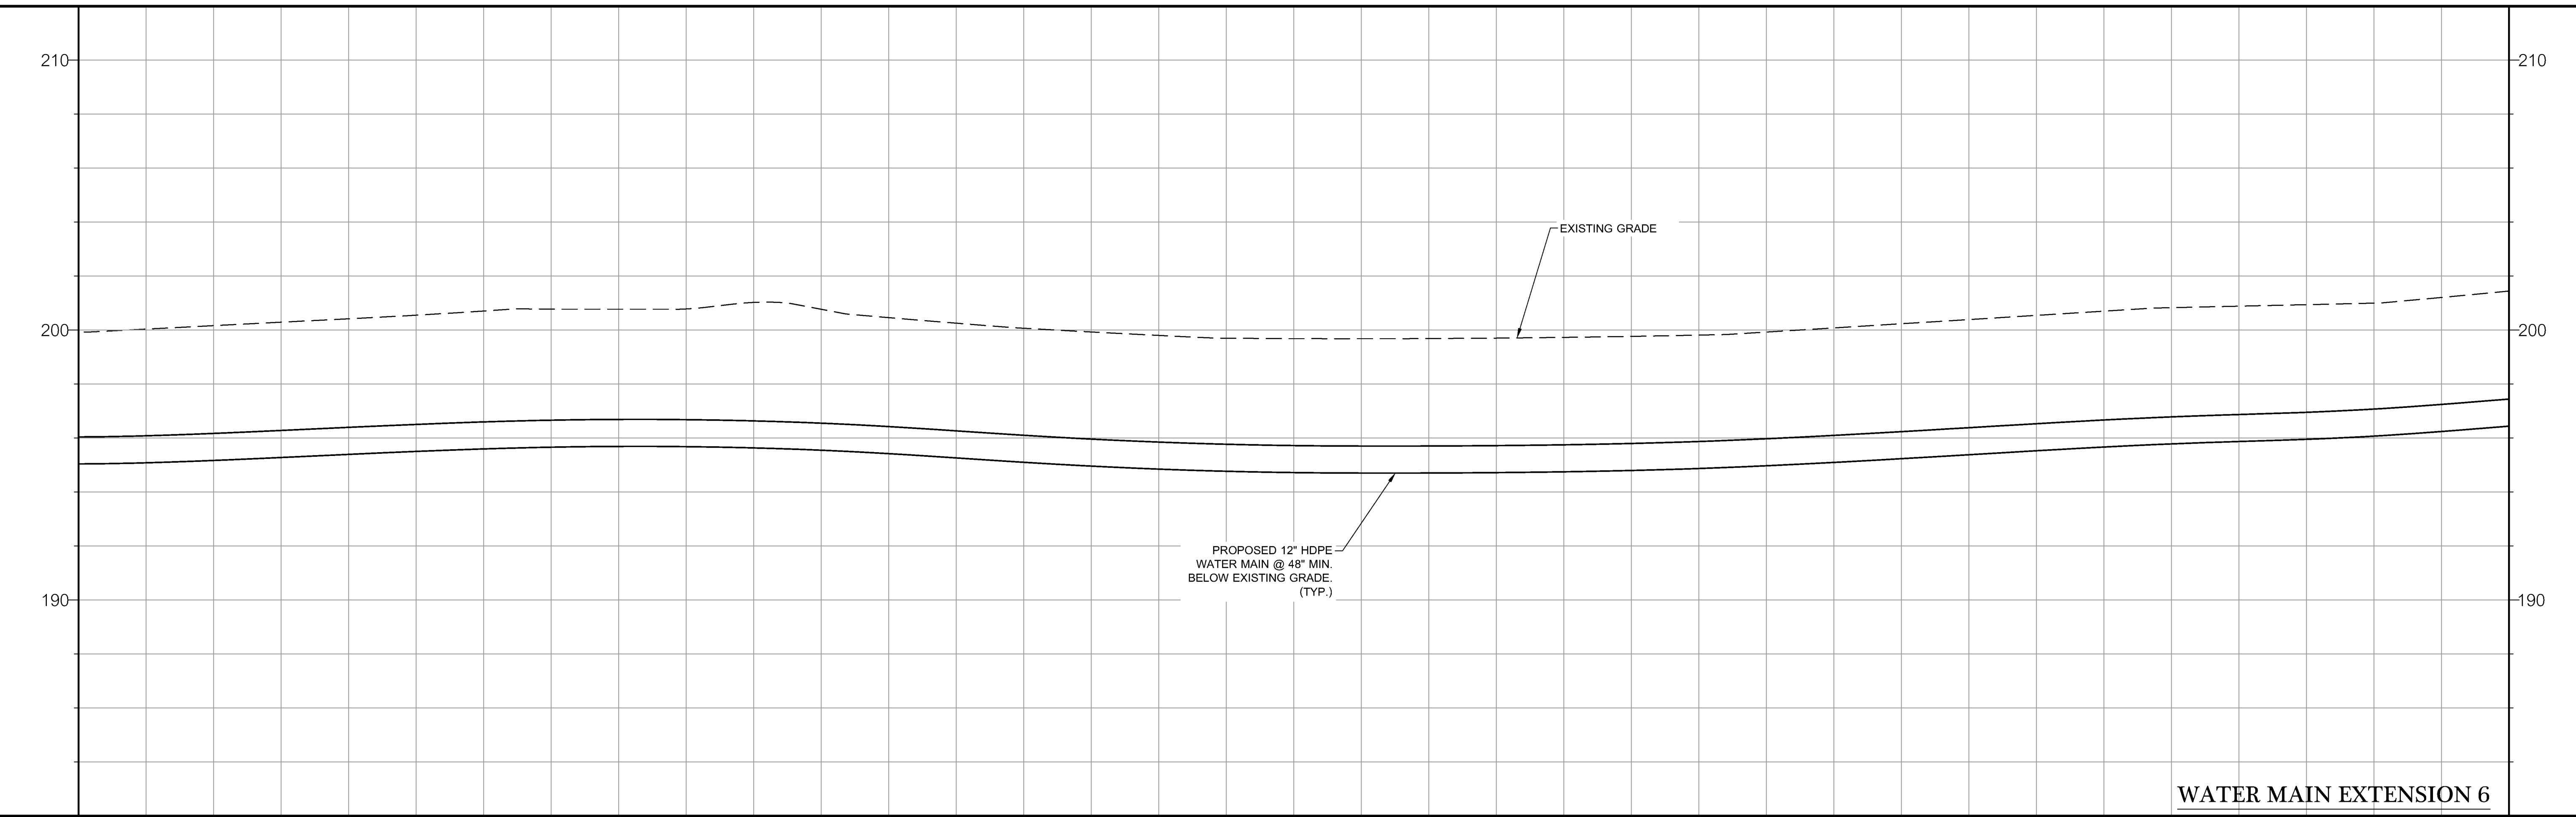 210
210
EXISTING GRADE
200
200
PROPOSED 12" HDPE
WATER MAIN @ 48" MIN.
BELOW EXISTING GRADE.
(TYP.)
190
190
WATER MAIN EXTENSION 6